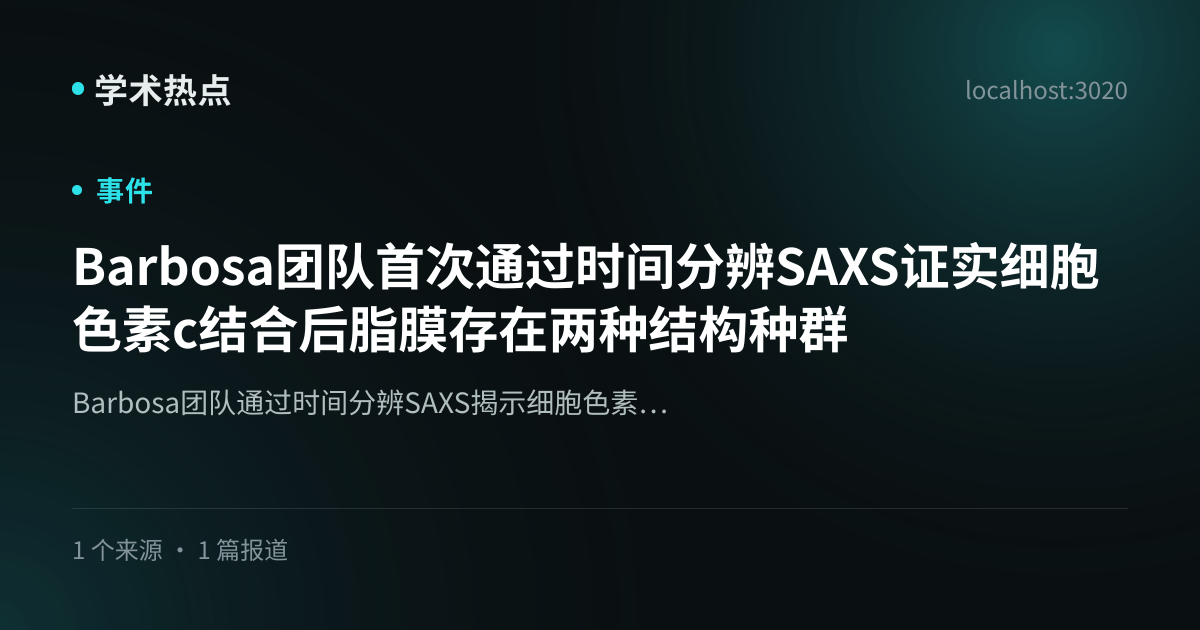 学术热点
localhost:3020
事件
Barbosa团队首次通过时间分辨SAXS证实细胞
色素c结合后脂膜存在两种结构种群
Barbosa团队通过时间分辨SAXS揭示细胞色素…
1 个来源 · 1 篇报道